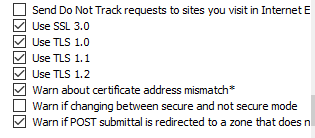 Send Do Not Track requests to sites you visit in Internet E
Use SSL 3.0
Use TLS 1.0
Use TLS 1.1
Use TLS 1.2
Warn about certificate address mismatch*
Warn if changing between secure and not secure mode
Warn if POST submittal is redirected to a zone that does n